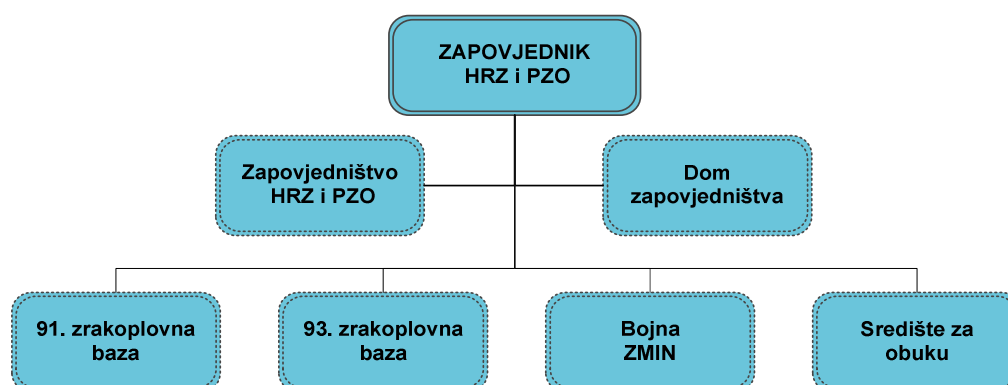 ZAPOVJEDNIK
HRZ i PZO
Zapovjedništvo
HRZ i PZO
Dom
zapovjedništva
91. zrakoplovna
baza
93. zrakoplovna
baza
Bojna
ZMIN
Središte za
obuku